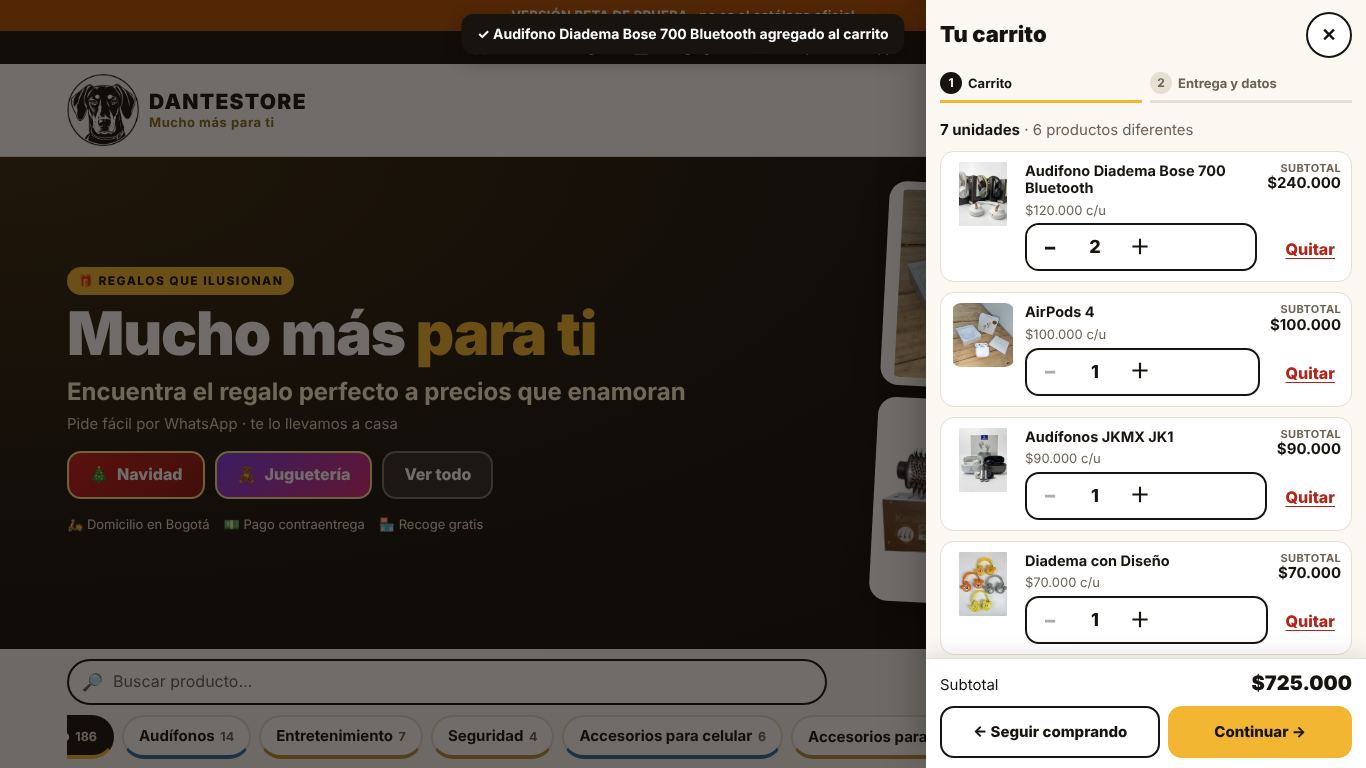 ✓ Audifono Diadema Bose 700 Bluetooth agregado al carrito
DANTESTORE
Mucho más para ti
🎁 REGALOS QUE ILUSIONAN
Mucho más para ti
Encuentra el regalo perfecto a precios que enamoran
Pide fácil por WhatsApp · te lo llevamos a casa
🎄 Navidad
🧸 Juguetería
Ver todo
🛵 Domicilio en Bogotá
💵 Pago contraentrega
🏪 Recoge gratis
🔎 Buscar producto...
186
Audífonos 14
Entretenimiento 7
Seguridad 4
Accesorios para celular 6
Accesorios para
Tu carrito
✕
1 Carrito
2 Entrega y datos
7 unidades · 6 productos diferentes
Audifono Diadema Bose 700
Bluetooth
$120.000 c/u
SUBTOTAL
$240.000
− 2 +
Quitar
AirPods 4
$100.000 c/u
SUBTOTAL
$100.000
− 1 +
Quitar
Audífonos JKMX JK1
$90.000 c/u
SUBTOTAL
$90.000
− 1 +
Quitar
Diadema con Diseño
$70.000 c/u
SUBTOTAL
$70.000
− 1 +
Quitar
Subtotal
$725.000
← Seguir comprando
Continuar →